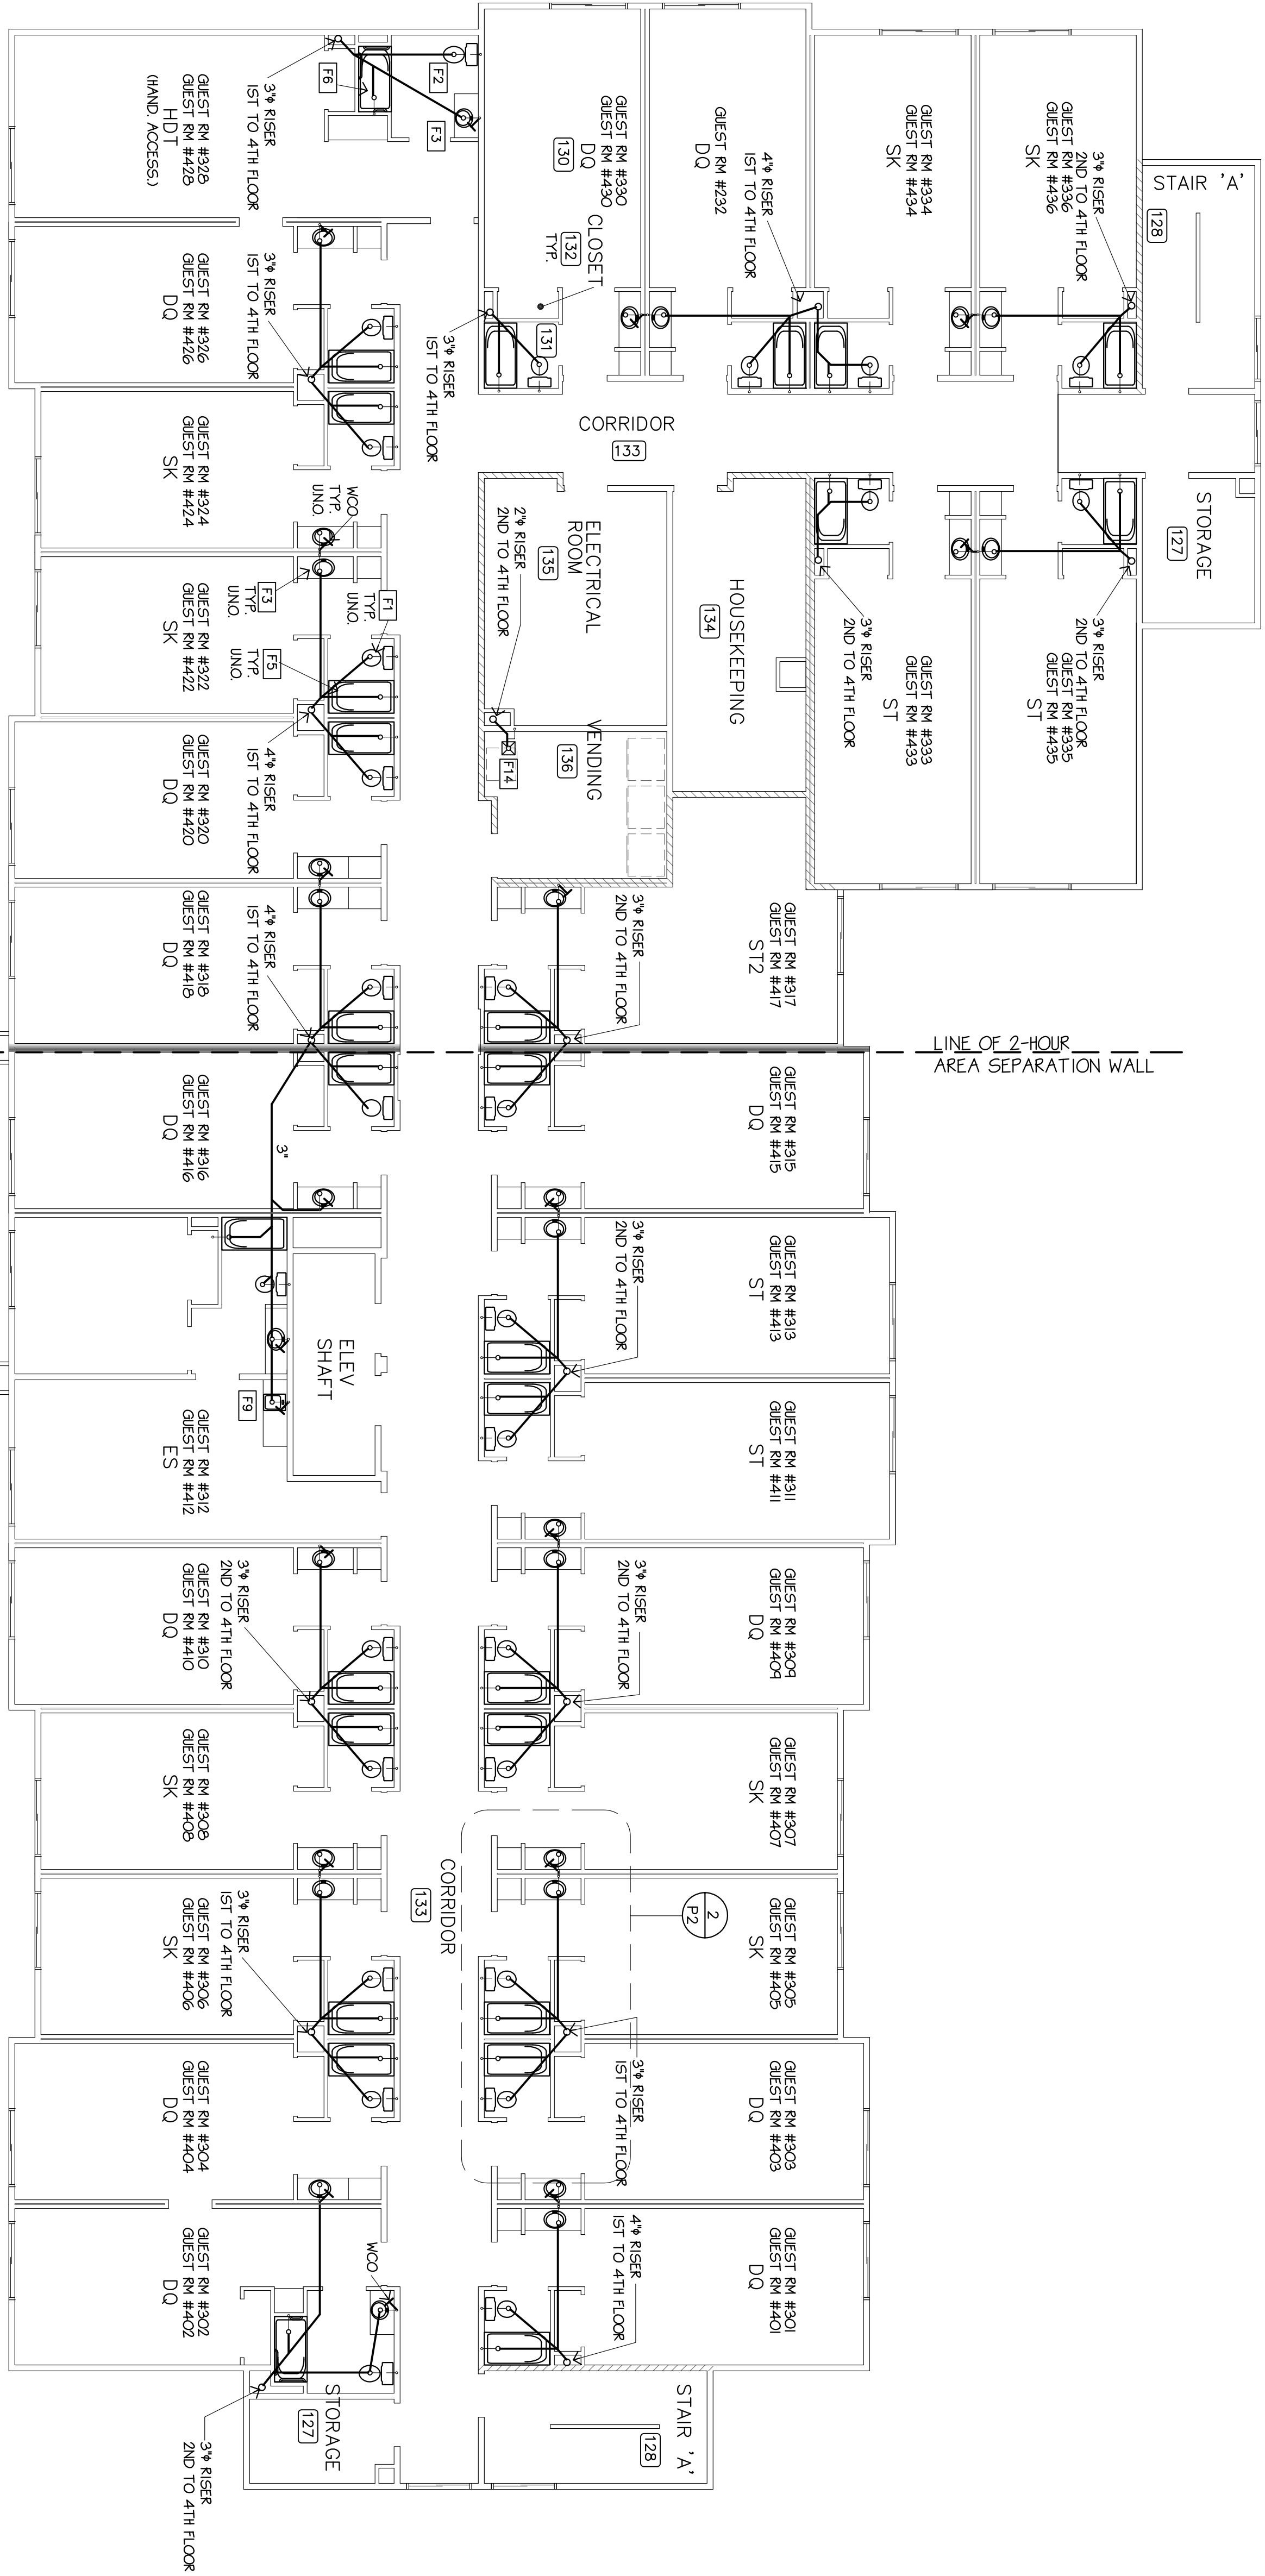 STAIR 'A'
128
3"φ RISER
2ND TO 4TH FLOOR
GUEST RM #336
GUEST RM #436
SK
GUEST RM #334
GUEST RM #434
SK
4"φ RISER
1ST TO 4TH FLOOR
GUEST RM #232
DQ
GUEST RM #330
GUEST RM #430
DQ
130
CLOSET
132
TYP.
131
3"φ RISER
1ST TO 4TH FLOOR
F2
F3
F6
3"φ RISER
1ST TO 4TH FLOOR
GUEST RM #328
GUEST RM #428
HDT
(HAND. ACCESS.)
STORAGE
127
3"φ RISER
2ND TO 4TH FLOOR
GUEST RM #335
GUEST RM #435
ST
3"φ RISER
2ND TO 4TH FLOOR
GUEST RM #333
GUEST RM #433
ST
CORRIDOR
133
HOUSEKEEPING
134
ELECTRICAL
ROOM
135
2"φ RISER
2ND TO 4TH FLOOR
VENDING
136
F14
3"φ RISER
1ST TO 4TH FLOOR
GUEST RM #326
GUEST RM #426
DQ
GUEST RM #324
GUEST RM #424
SK
WCO
TYP.
U.N.O.
F3
TYP.
U.N.O.
F1
TYP.
U.N.O.
F5
TYP.
U.N.O.
GUEST RM #322
GUEST RM #422
SK
4"φ RISER
1ST TO 4TH FLOOR
GUEST RM #320
GUEST RM #420
DQ
4"φ RISER
1ST TO 4TH FLOOR
GUEST RM #318
GUEST RM #418
DQ
GUEST RM #317
GUEST RM #417
ST2
3"φ RISER
2ND TO 4TH FLOOR
LINE OF 2-HOUR
AREA SEPARATION WALL
GUEST RM #315
GUEST RM #415
DQ
3"
GUEST RM #316
GUEST RM #416
DQ
GUEST RM #313
GUEST RM #413
ST
3"φ RISER
2ND TO 4TH FLOOR
ELEV
SHAFT
F9
GUEST RM #311
GUEST RM #411
ST
GUEST RM #312
GUEST RM #412
ES
GUEST RM #309
GUEST RM #409
DQ
3"φ RISER
2ND TO 4TH FLOOR
3"φ RISER
2ND TO 4TH FLOOR
GUEST RM #310
GUEST RM #410
DQ
GUEST RM #307
GUEST RM #407
SK
GUEST RM #308
GUEST RM #408
SK
2
P2
CORRIDOR
133
GUEST RM #305
GUEST RM #405
SK
3"φ RISER
1ST TO 4TH FLOOR
GUEST RM #306
GUEST RM #406
SK
GUEST RM #303
GUEST RM #403
DQ
3"φ RISER
1ST TO 4TH FLOOR
GUEST RM #304
GUEST RM #404
DQ
GUEST RM #301
GUEST RM #401
DQ
4"φ RISER
1ST TO 4TH FLOOR
WCO
GUEST RM #302
GUEST RM #402
DQ
STAIR 'A'
128
STORAGE
127
3"φ RISER
2ND TO 4TH FLOOR